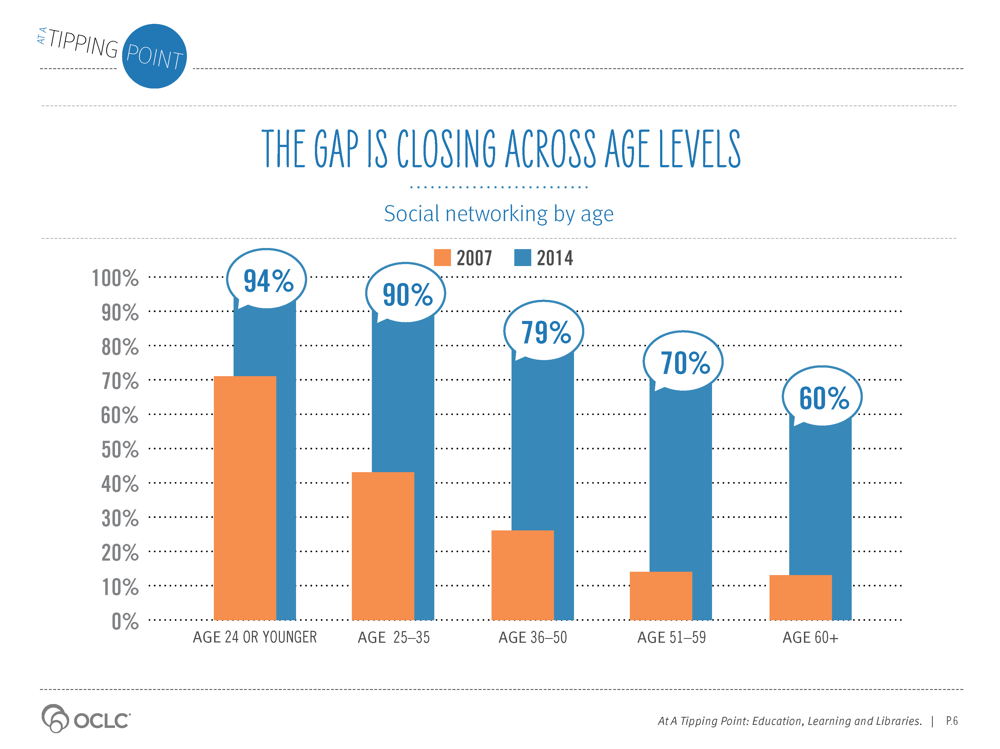 AT A TIPPING POINT
THE GAP IS CLOSING ACROSS AGE LEVELS
Social networking by age
2007 2014
100%
90%
80%
70%
60%
50%
40%
30%
20%
10%
0%
94%
90%
79%
70%
60%
AGE 24 OR YOUNGER AGE 25–35 AGE 36–50 AGE 51–59 AGE 60+
OCLC
At A Tipping Point: Education, Learning and Libraries. | P.6